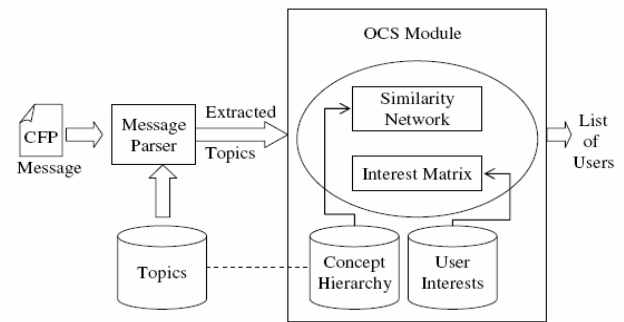 OCS Module
CFP
Message
Message
Parser
Extracted
Topics
Similarity
Network
Interest Matrix
List
of
Users
Topics
Concept
Hierarchy
User
Interests